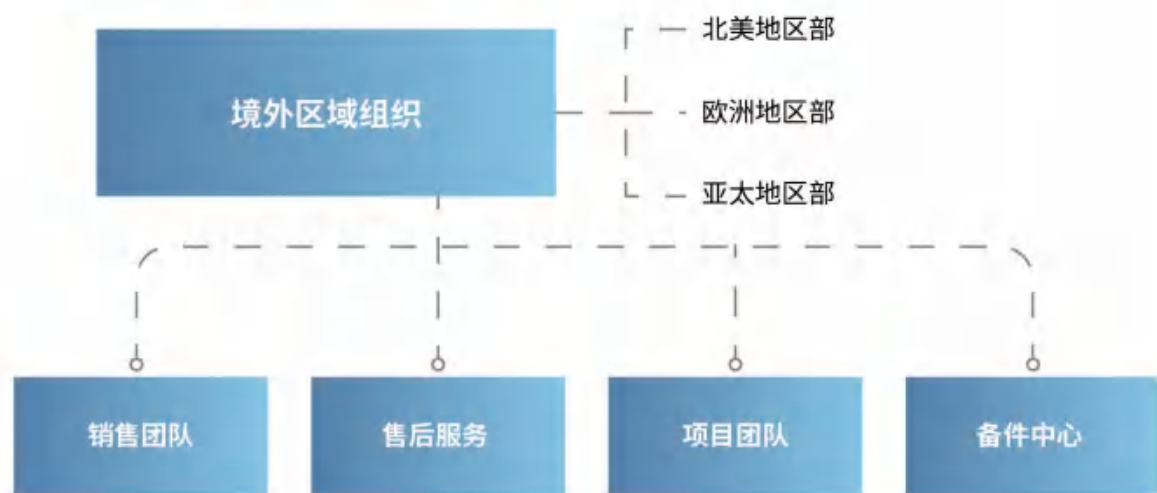 北美地区部
境外区域组织
欧洲地区部
亚太地区部
销售团队
售后服务
项目团队
备件中心